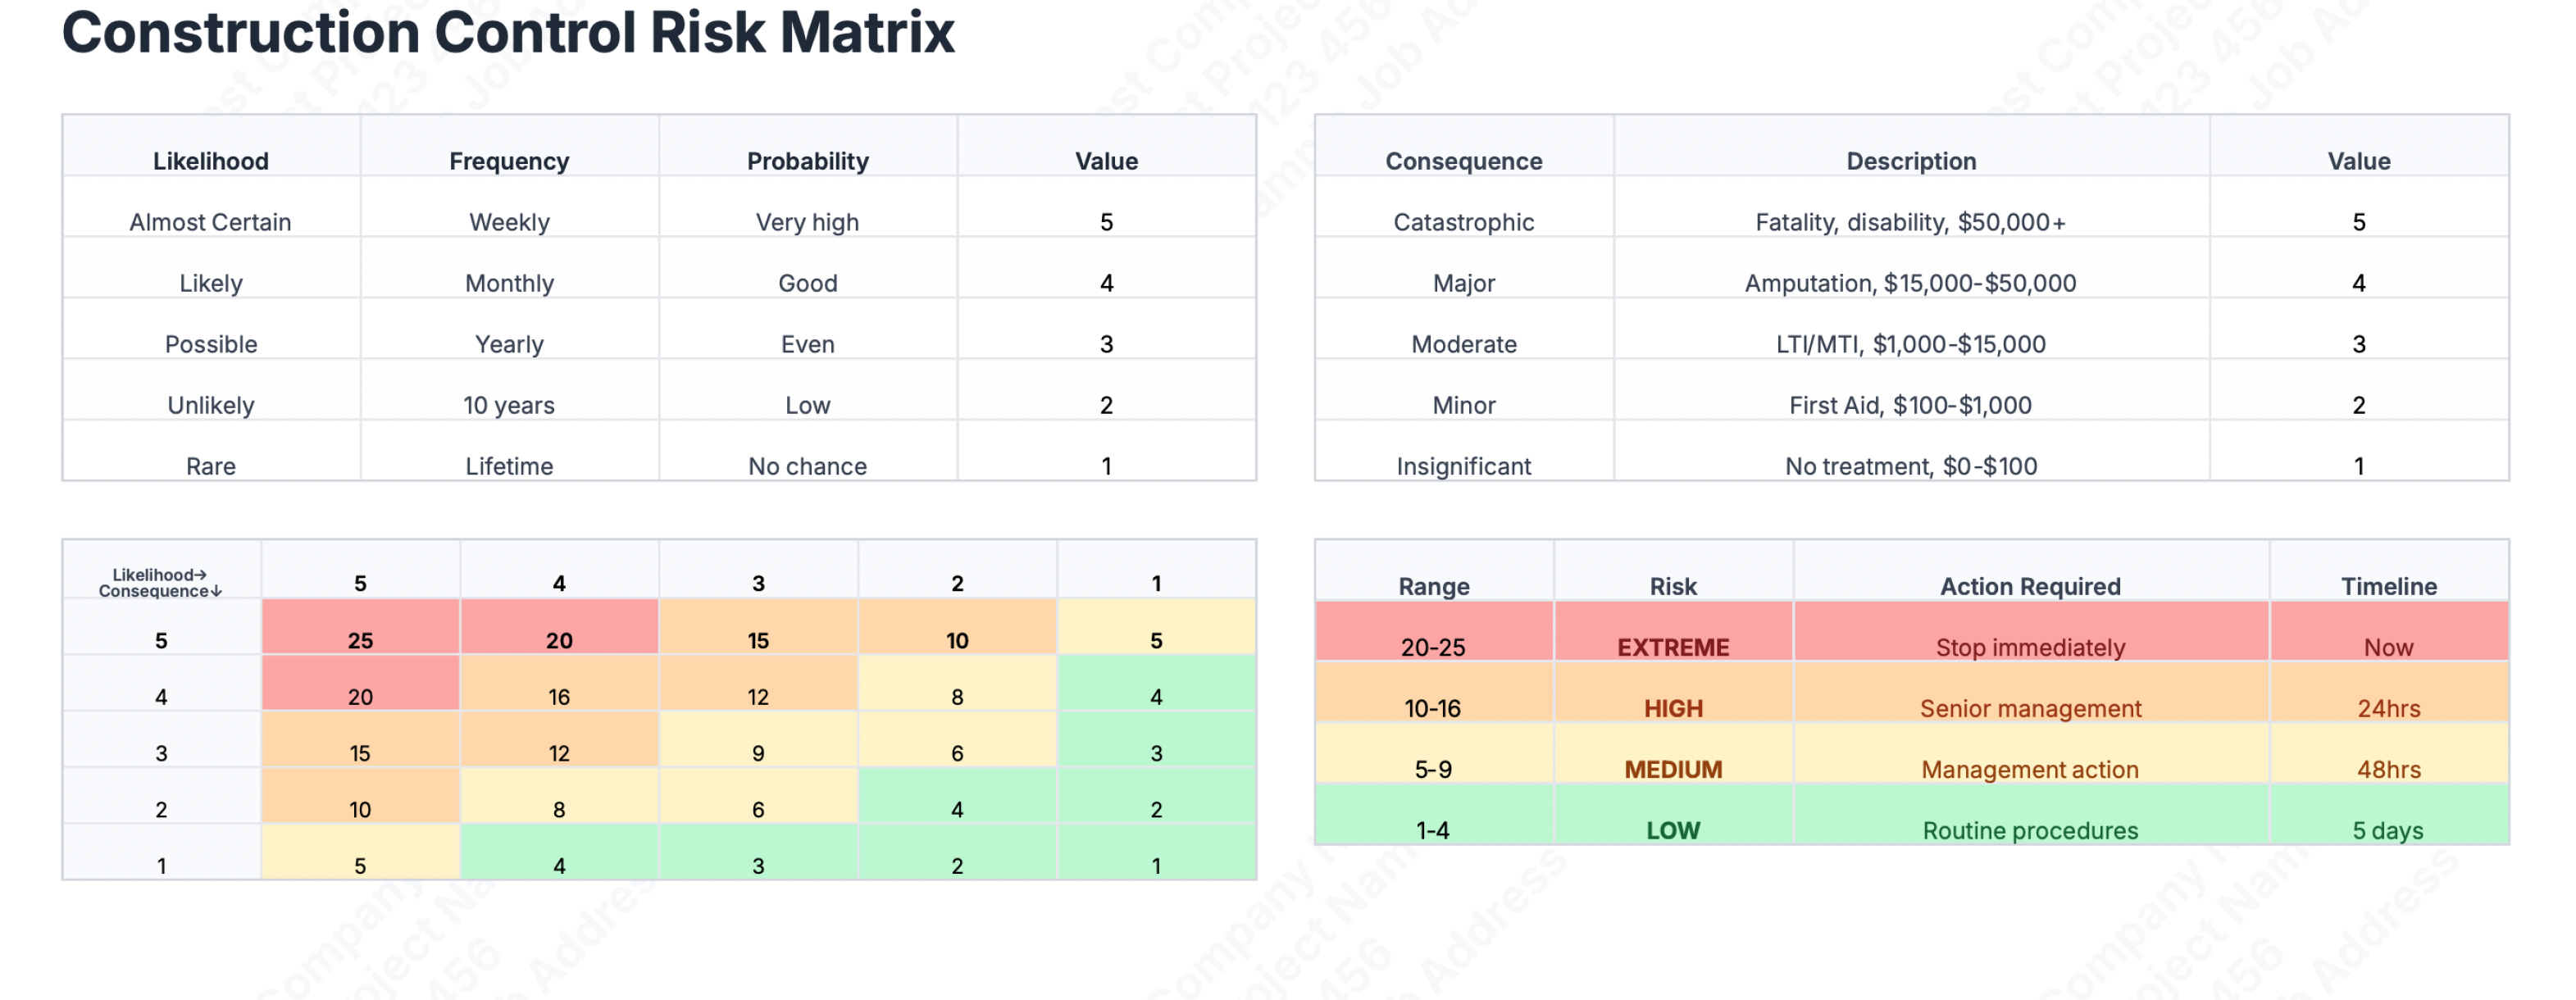 Construction Control Risk Matrix
Likelihood Frequency Probability Value
Almost Certain Weekly Very high 5
Likely Monthly Good 4
Possible Yearly Even 3
Unlikely 10 years Low 2
Rare Lifetime No chance 1
Consequence Description Value
Catastrophic Fatality, disability, $50,000+ 5
Major Amputation, $15,000-$50,000 4
Moderate LTI/MTI, $1,000-$15,000 3
Minor First Aid, $100-$1,000 2
Insignificant No treatment, $0-$100 1
Likelihood→
Consequence↓ 5 4 3 2 1
5 25 20 15 10 5
4 20 16 12 8 4
3 15 12 9 6 3
2 10 8 6 4 2
1 5 4 3 2 1
Range Risk Action Required Timeline
20-25 EXTREME Stop immediately Now
10-16 HIGH Senior management 24hrs
5-9 MEDIUM Management action 48hrs
1-4 LOW Routine procedures 5 days